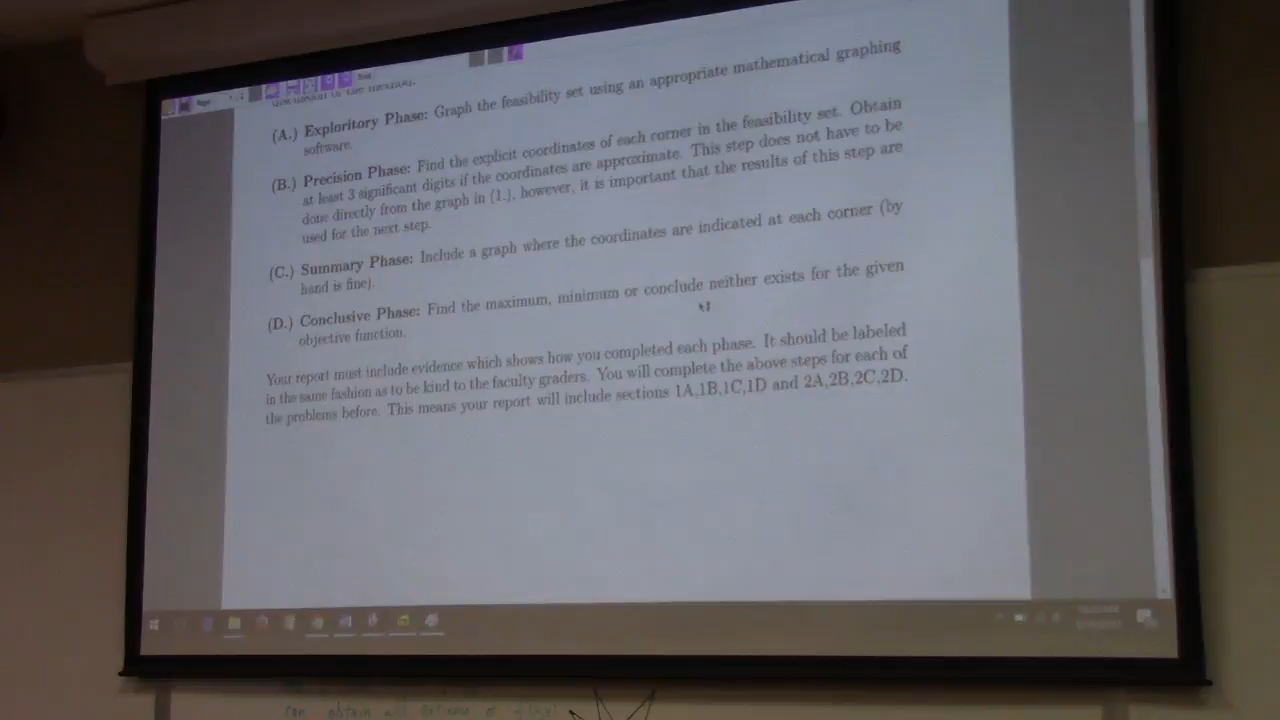 (A.) Exploritory Phase: Graph the feasibility set using an appropriate mathematical graphing
software.
(B.) Precision Phase: Find the explicit coordinates of each corner in the feasibility set. Obtain
at least 3 significant digits if the coordinates are approximate. This step does not have to be
done directly from the graph in (1.), however, it is important that the results of this step are
used for the next step.
(C.) Summary Phase: Include a graph where the coordinates are indicated at each corner (by
hand is fine).
(D.) Conclusive Phase: Find the maximum, minimum or conclude neither exists for the given
objective function.
Your report must include evidence which shows how you completed each phase. It should be labeled
in the same fashion as to be kind to the faculty graders. You will complete the above steps for each of
the problems before. This means your report will include sections 1A,1B,1C,1D and 2A,2B,2C,2D.
can obtain